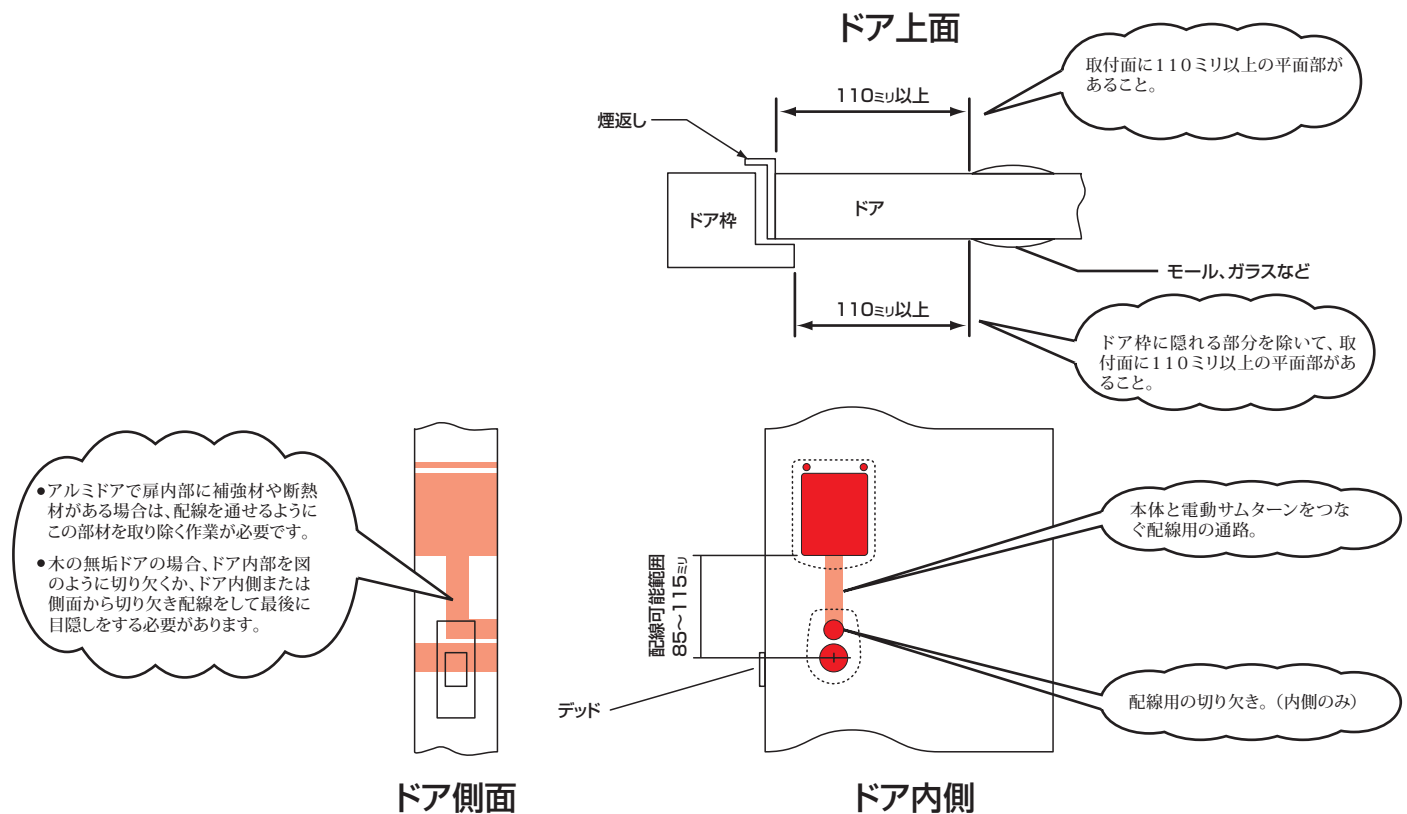 ドア上面
取付面に110ミリ以上の平面部が
あること。
110ミリ以上
煙返し
ドア枠
ドア
モール、ガラスなど
110ミリ以上
ドア枠に隠れる部分を除いて、取
付面に110ミリ以上の平面部があ
ること。
●アルミドアで扉内部に補強材や断熱
材がある場合は、配線を通せるように
この部材を取り除く作業が必要です。
●木の無垢ドアの場合、ドア内部を図
のように切り欠くか、ドア内側または
側面から切り欠き配線をして最後に
目隠しをする必要があります。
本体と電動サムターンをつな
ぐ配線用の通路。
配線可能範囲
85〜115ミリ
配線用の切り欠き。(内側のみ)
デッド
ドア側面
ドア内側